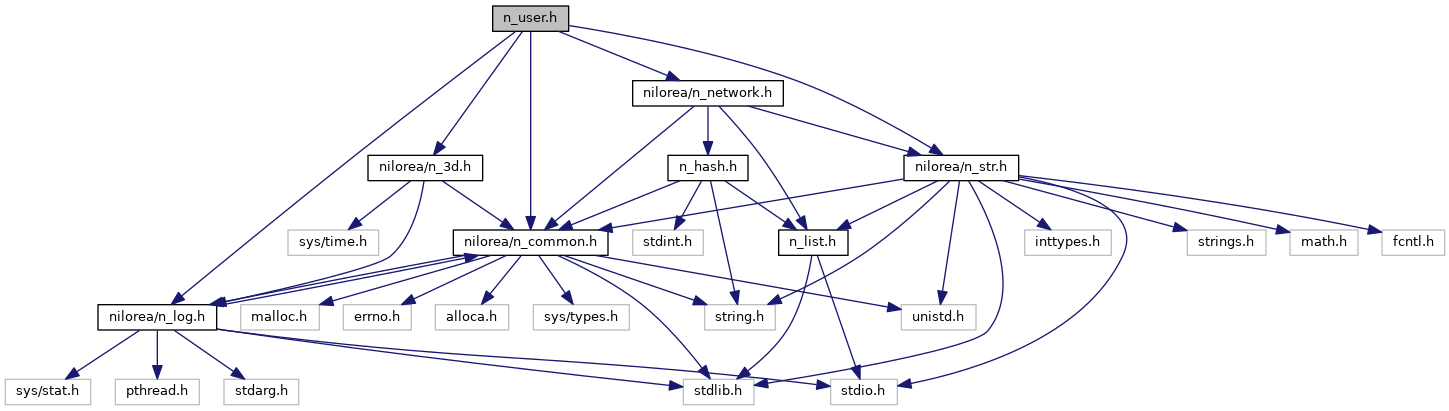 n_user.h
nilorea/n_network.h
nilorea/n_3d.h
n_hash.h
nilorea/n_str.h
sys/time.h
nilorea/n_common.h
stdint.h
n_list.h
inttypes.h
strings.h
math.h
fcntl.h
nilorea/n_log.h
malloc.h
errno.h
alloca.h
sys/types.h
string.h
unistd.h
sys/stat.h
pthread.h
stdarg.h
stdlib.h
stdio.h